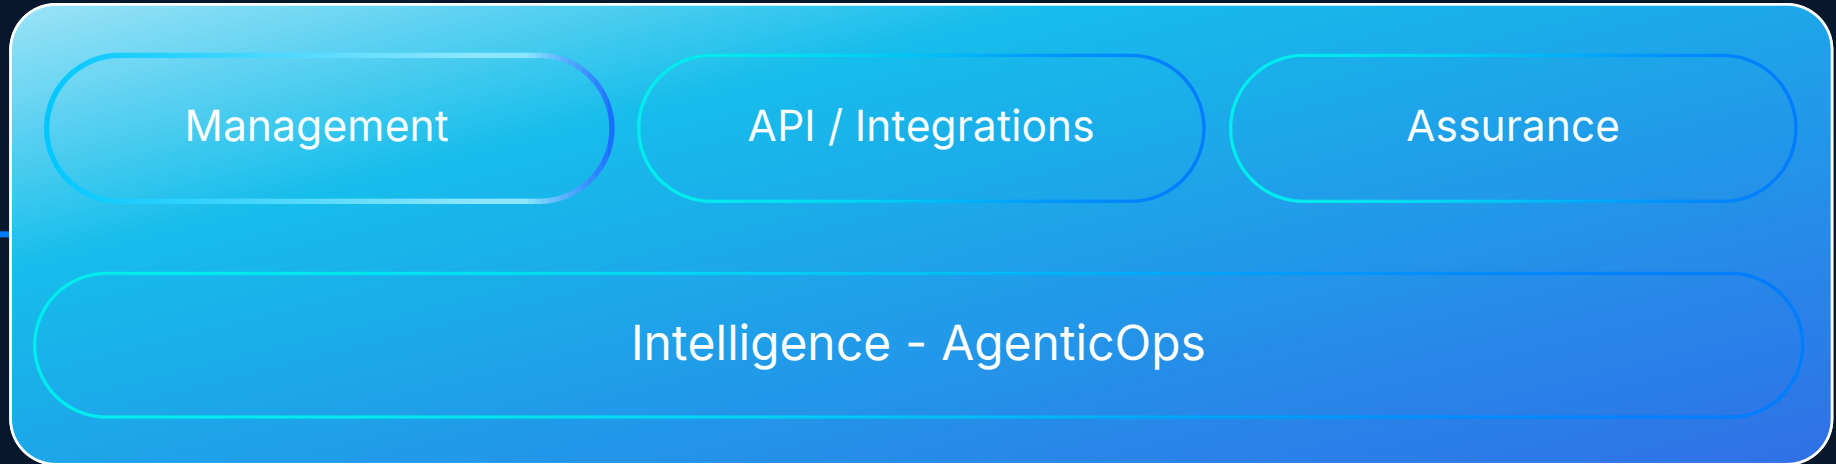 Management
API / Integrations
Assurance
Intelligence - AgenticOps